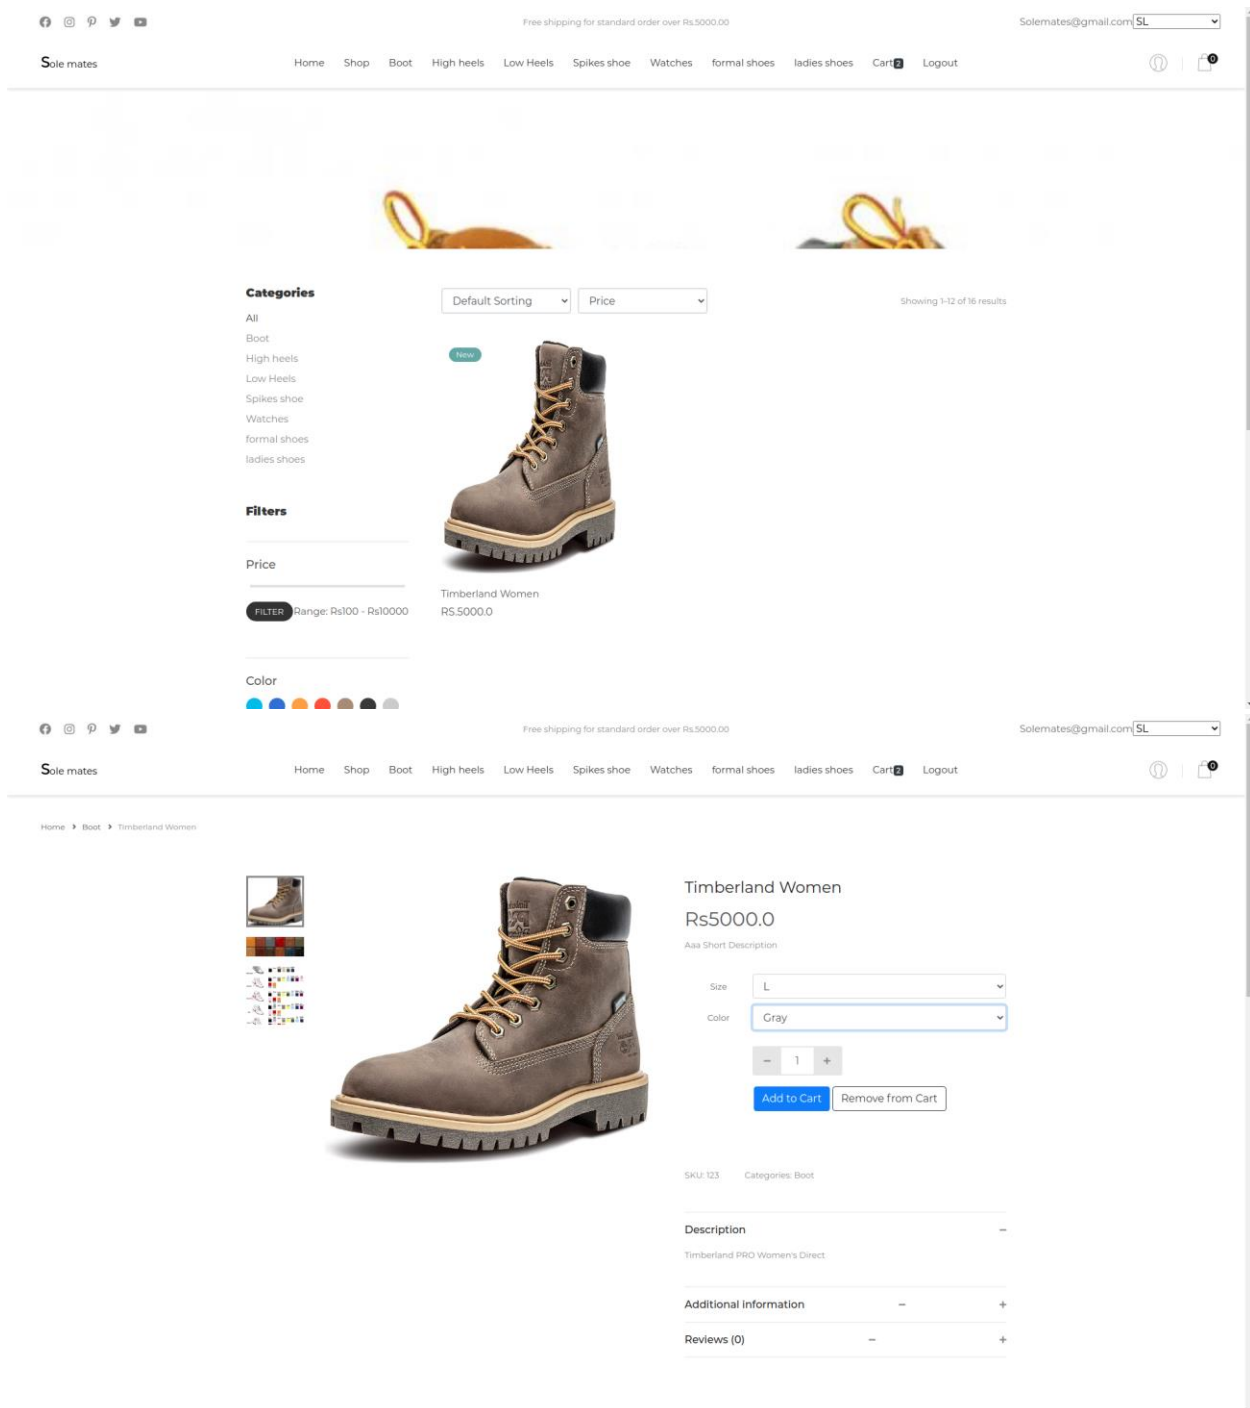 Free shipping for standard order over Rs.5000.00
Solemates@gmail.com SL
Sole mates
Home Shop Boot High heels Low Heels Spikes shoe Watches formal shoes ladies shoes Cart 2 Logout
0
Categories
Default Sorting Price
Showing 1–12 of 16 results
All
Boot
High heels
Low Heels
Spikes shoe
Watches
formal shoes
ladies shoes
New
Filters
Price
FILTER Range: Rs100 - Rs10000
Timberland Women
RS.5000.0
Color
Free shipping for standard order over Rs.5000.00
Solemates@gmail.com SL
Sole mates
Home Shop Boot High heels Low Heels Spikes shoe Watches formal shoes ladies shoes Cart 2 Logout
0
Home > Boot > Timberland Women
Timberland Women
Rs5000.0
Aaa Short Description
Size L
Color Gray
− 1 +
Add to Cart Remove from Cart
SKU: 123 Categories: Boot
Description −
Timberland PRO Women's Direct
Additional information − +
Reviews (0) − +